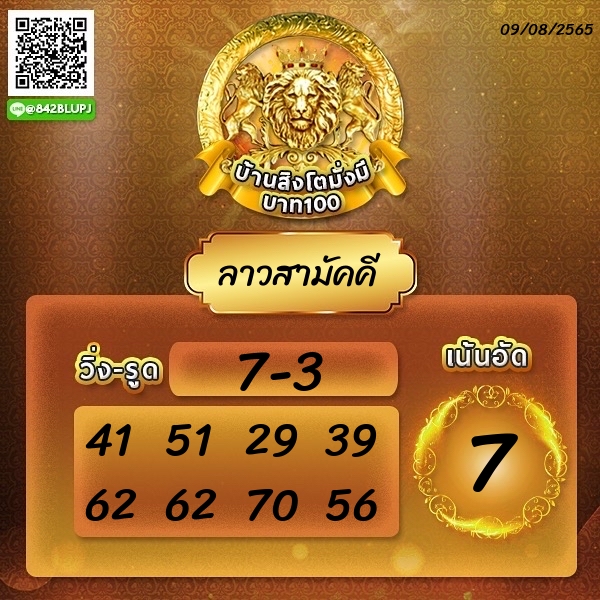 09/08/2565
LINE @842BLUPJ
บ้านสิงโตมั่งมี
บาท100
ลาวสามัคคี
วิ่ง-รูด 7-3
เน้นอัด
41 51 29 39
7
62 62 70 56